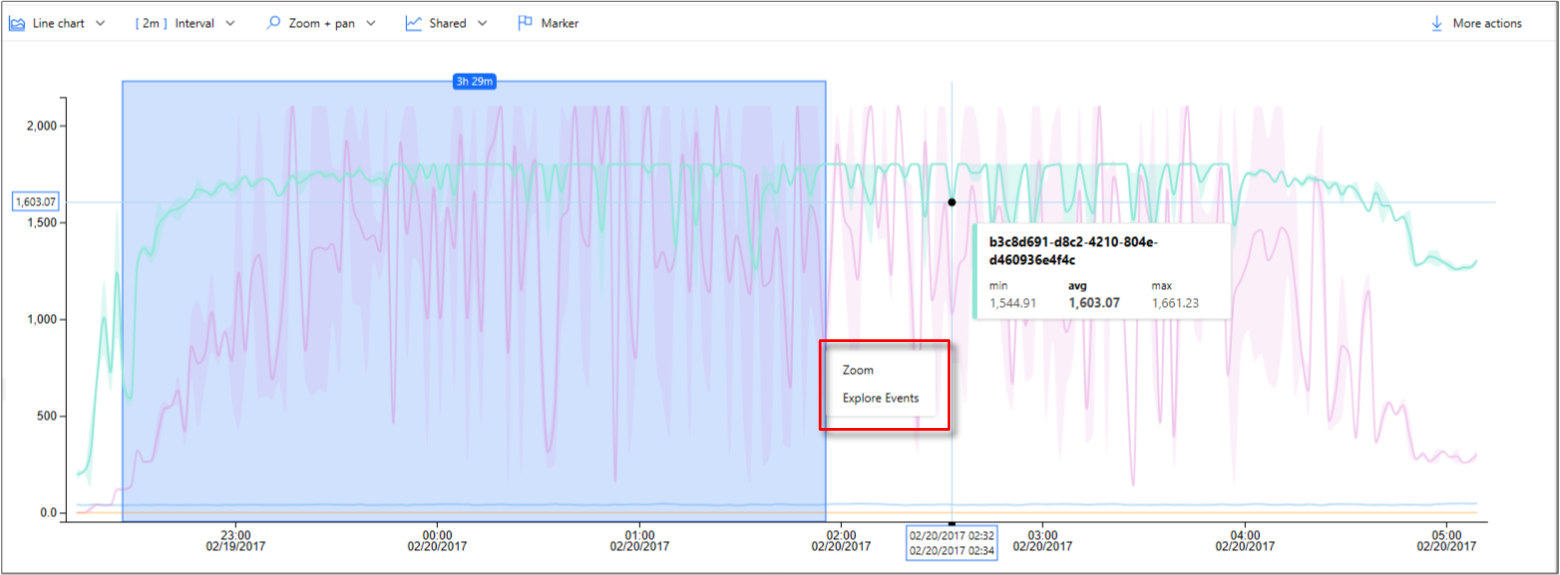 Line chart [ 2m ] Interval Zoom + pan Shared Marker More actions
3h 29m
2,000
1,603.07
1,500
1,000
500
0.0
b3c8d691-d8c2-4210-804e-
d460936e4f4c
min avg max
1,544.91 1,603.07 1,661.23
Zoom
Explore Events
23:00 00:00 01:00 02:00 03:00 04:00 05:00
02/19/2017 02/20/2017 02/20/2017 02/20/2017 02/20/2017 02/20/2017 02/20/2017
02/20/2017 02:32
02/20/2017 02:34